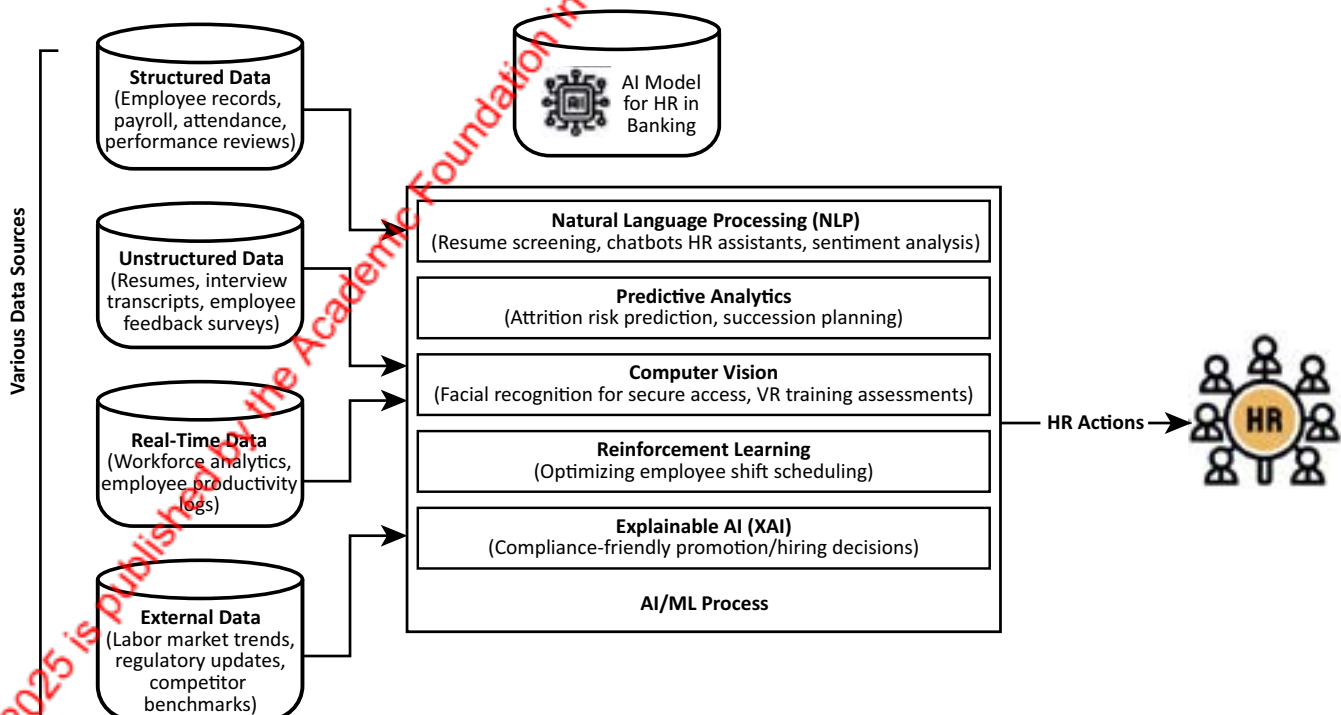 Various Data Sources
Structured Data
(Employee records,
payroll, attendance,
performance reviews)
Unstructured Data
(Resumes, interview
transcripts, employee
feedback surveys)
Real-Time Data
(Workforce analytics,
employee productivity
logs)
External Data
(Labor market trends,
regulatory updates,
competitor
benchmarks)
AI
AI Model
for HR in
Banking
Natural Language Processing (NLP)
(Resume screening, chatbots HR assistants, sentiment analysis)
Predictive Analytics
(Attrition risk prediction, succession planning)
Computer Vision
(Facial recognition for secure access, VR training assessments)
Reinforcement Learning
(Optimizing employee shift scheduling)
Explainable AI (XAI)
(Compliance-friendly promotion/hiring decisions)
AI/ML Process
HR Actions
HR
2025 is published by the Academic Foundation in